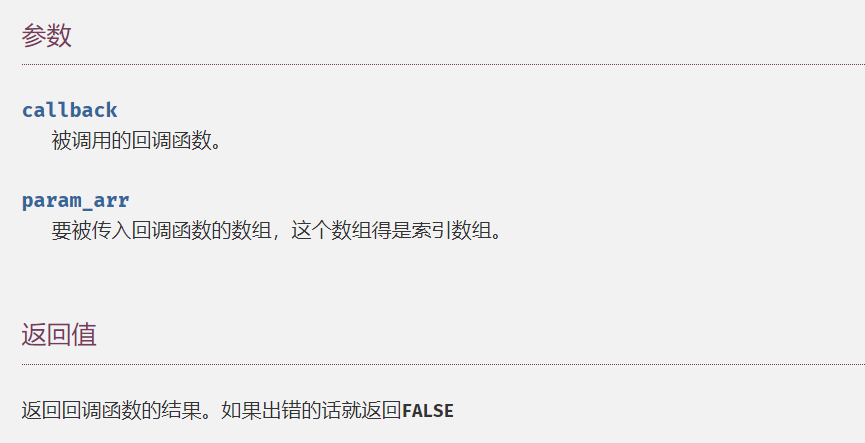 参数
callback
被调用的回调函数。
param_arr
要被传入回调函数的数组，这个数组得是索引数组。
返回值
返回回调函数的结果。如果出错的话就返回FALSE